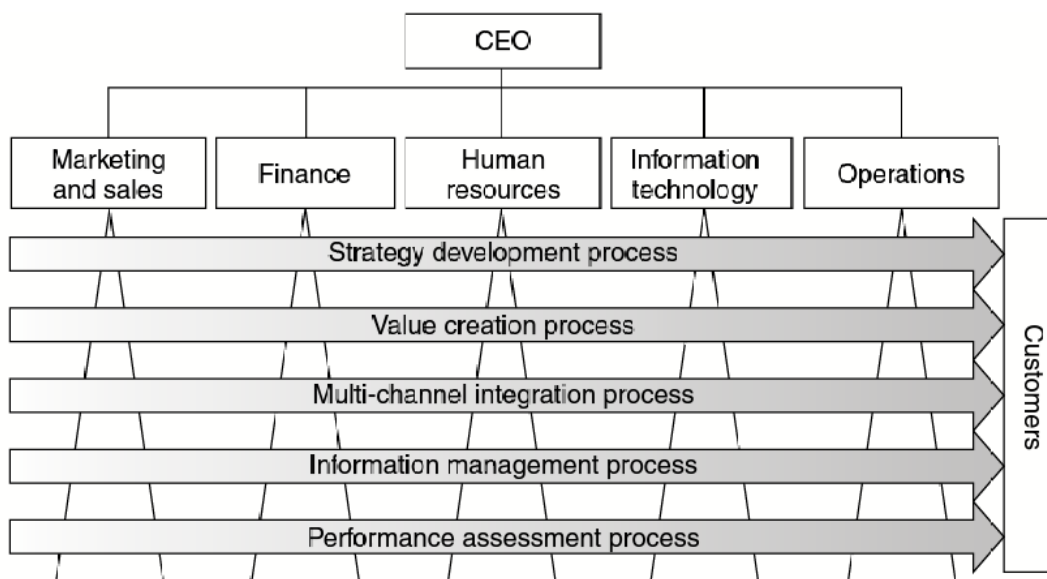 CEO
Marketing
and sales
Finance
Human
resources
Information
technology
Operations
Strategy development process
Value creation process
Multi-channel integration process
Information management process
Performance assessment process
Customers